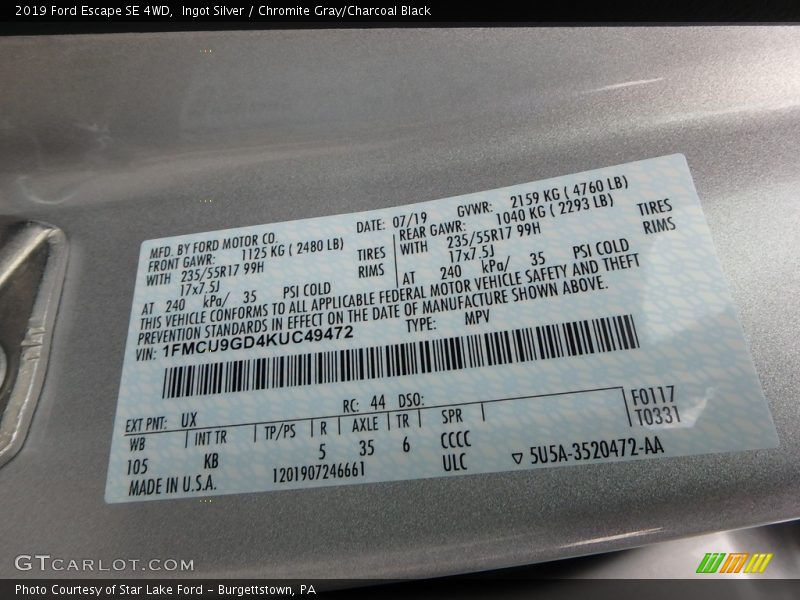 2019 Ford Escape SE 4WD,  Ingot Silver / Chromite Gray/Charcoal Black
MFD. BY FORD MOTOR CO.
DATE: 07/19
GVWR: 2159 KG ( 4760 LB)
FRONT GAWR: 1125 KG ( 2480 LB)
REAR GAWR: 1040 KG ( 2293 LB)
WITH 235/55R17 99H TIRES
WITH 235/55R17 99H TIRES
17x7.5J RIMS
17x7.5J RIMS
AT 240 kPa/ 35 PSI COLD
AT 240 kPa/ 35 PSI COLD
THIS VEHICLE CONFORMS TO ALL APPLICABLE FEDERAL MOTOR VEHICLE SAFETY AND THEFT
PREVENTION STANDARDS IN EFFECT ON THE DATE OF MANUFACTURE SHOWN ABOVE.
VIN: 1FMCU9GD4KUC49472
TYPE: MPV
EXT PNT: UX RC: 44 DSO: F0117
WB INT TR TP/PS R AXLE TR SPR T0331
105 KB 5 35 6 CCCC
MADE IN U.S.A. 1201907246661 ULC ▽ 5U5A-3520472-AA
GTCARLOT.COM
Photo Courtesy of Star Lake Ford - Burgettstown, PA